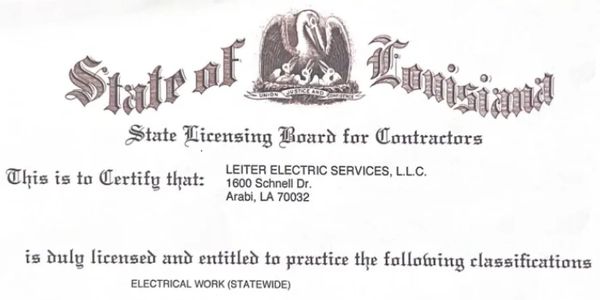 State of Louisiana
UNION JUSTICE AND CONFIDENCE
State Licensing Board for Contractors
This is to Certify that: LEITER ELECTRIC SERVICES, L.L.C.
1600 Schnell Dr.
Arabi, LA 70032
is duly licensed and entitled to practice the following classifications
ELECTRICAL WORK (STATEWIDE)